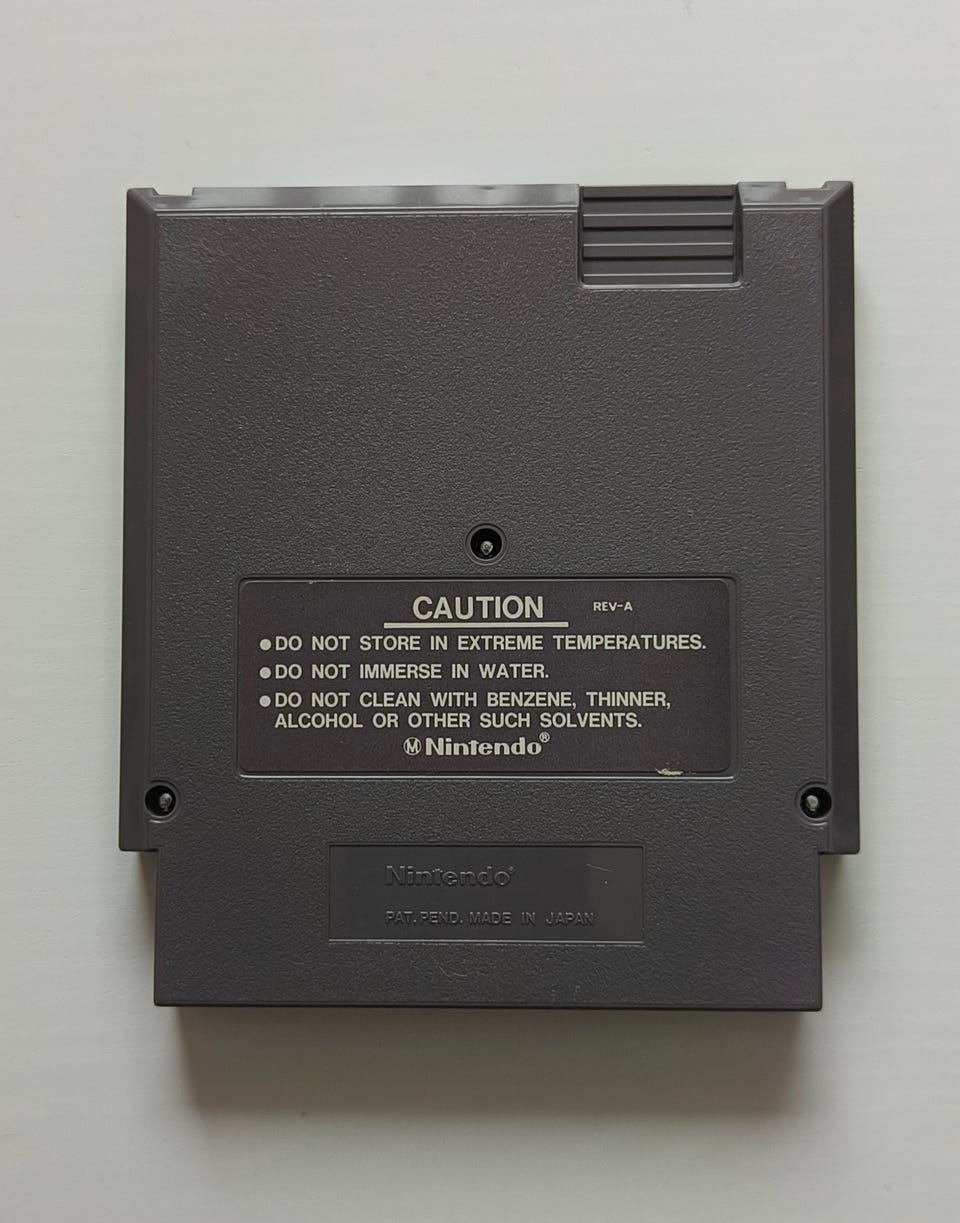 CAUTION REV-A
●DO NOT STORE IN EXTREME TEMPERATURES.
●DO NOT IMMERSE IN WATER.
●DO NOT CLEAN WITH BENZENE, THINNER,
ALCOHOL OR OTHER SUCH SOLVENTS.
Ⓜ Nintendo®
Nintendo®
PAT. PEND. MADE IN JAPAN